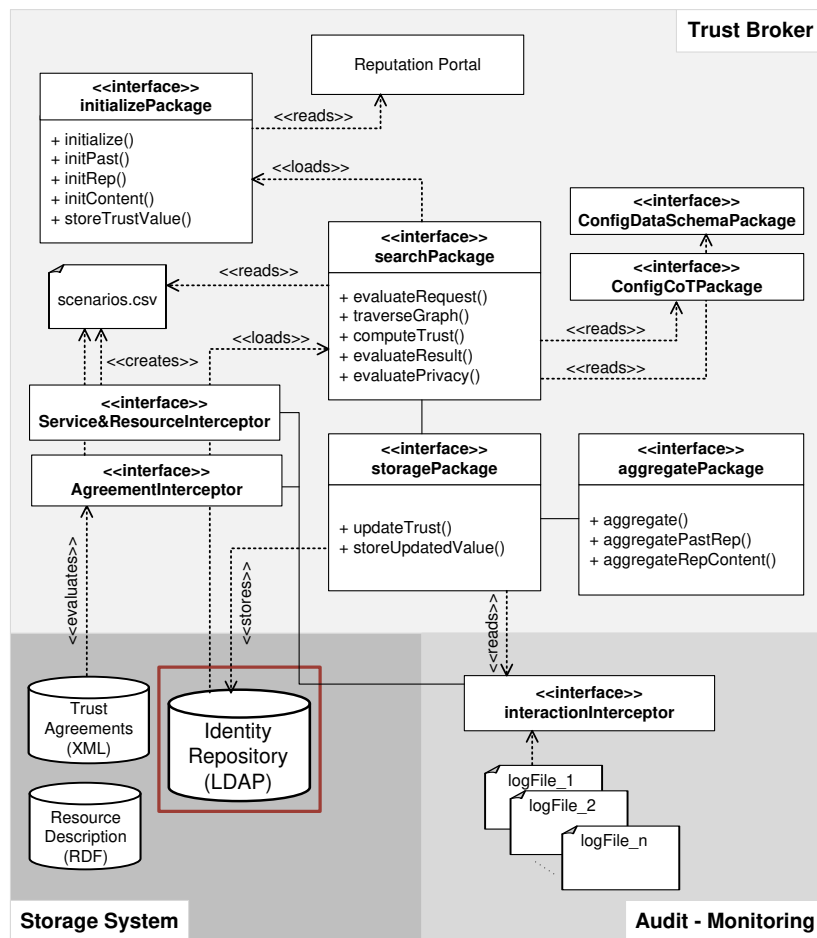 Trust Broker
Reputation Portal
<<interface>>
initializePackage
+ initialize()
+ initPast()
+ initRep()
+ initContent()
+ storeTrustValue()
<<reads>>
<<loads>>
<<interface>>
ConfigDataSchemaPackage
<<interface>>
searchPackage
+ evaluateRequest()
+ traverseGraph()
+ computeTrust()
+ evaluateResult()
+ evaluatePrivacy()
<<interface>>
ConfigCoTPackage
<<reads>>
scenarios.csv
<<loads>>
<<reads>>
<<creates>>
<<reads>>
<<interface>>
Service&ResourceInterceptor
<<interface>>
AgreementInterceptor
<<interface>>
storagePackage
+ updateTrust()
+ storeUpdatedValue()
<<interface>>
aggregatePackage
+ aggregate()
+ aggregatePastRep()
+ aggregateRepContent()
<<evaluates>>
<<stores>>
<<reads>>
Trust
Agreements
(XML)
Identity
Repository
(LDAP)
<<interface>>
interactionInterceptor
Resource
Description
(RDF)
logFile_1
logFile_2
logFile_n
Storage System
Audit - Monitoring